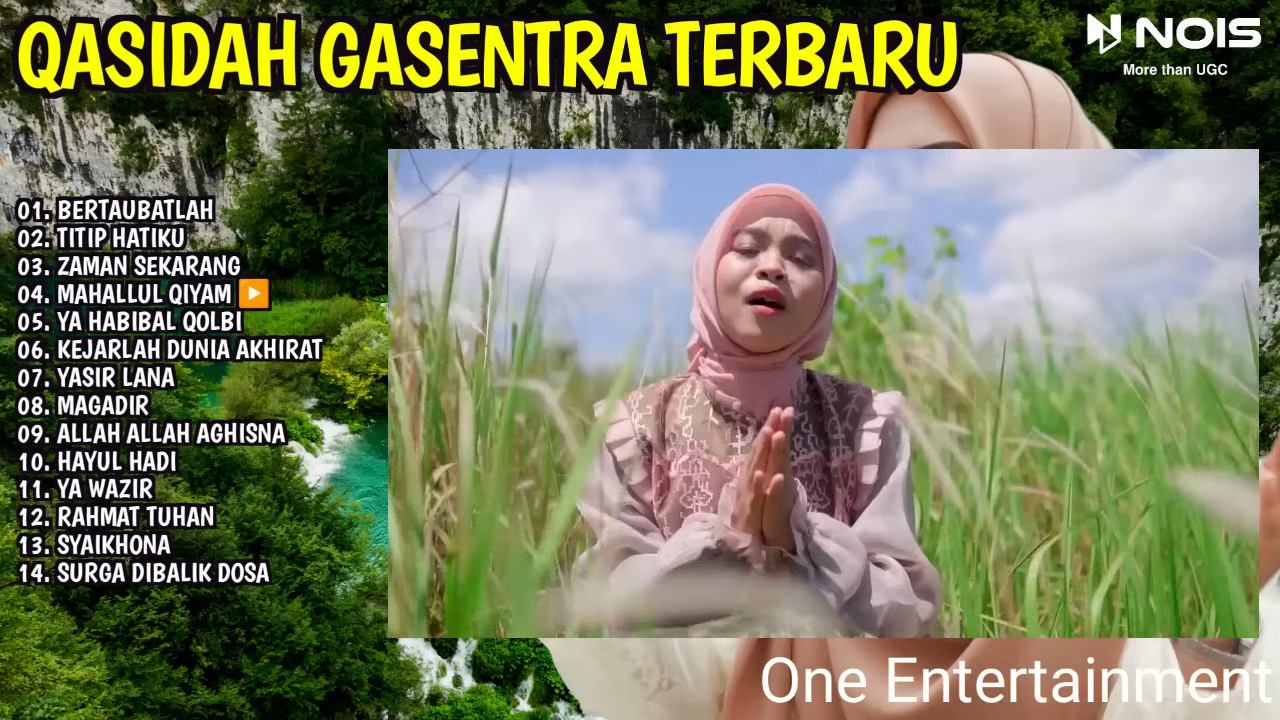 QASIDAH GASENTRA TERBARU
NOIS
More than UGC
01. BERTAUBATLAH
02. TITIP HATIKU
03. ZAMAN SEKARANG
04. MAHALLUL QIYAM
05. YA HABIBAL QOLBI
06. KEJARLAH DUNIA AKHIRAT
07. YASIR LANA
08. MAGADIR
09. ALLAH ALLAH AGHISNA
10. HAYUL HADI
11. YA WAZIR
12. RAHMAT TUHAN
13. SYAIKHONA
14. SURGA DIBALIK DOSA
One Entertainment